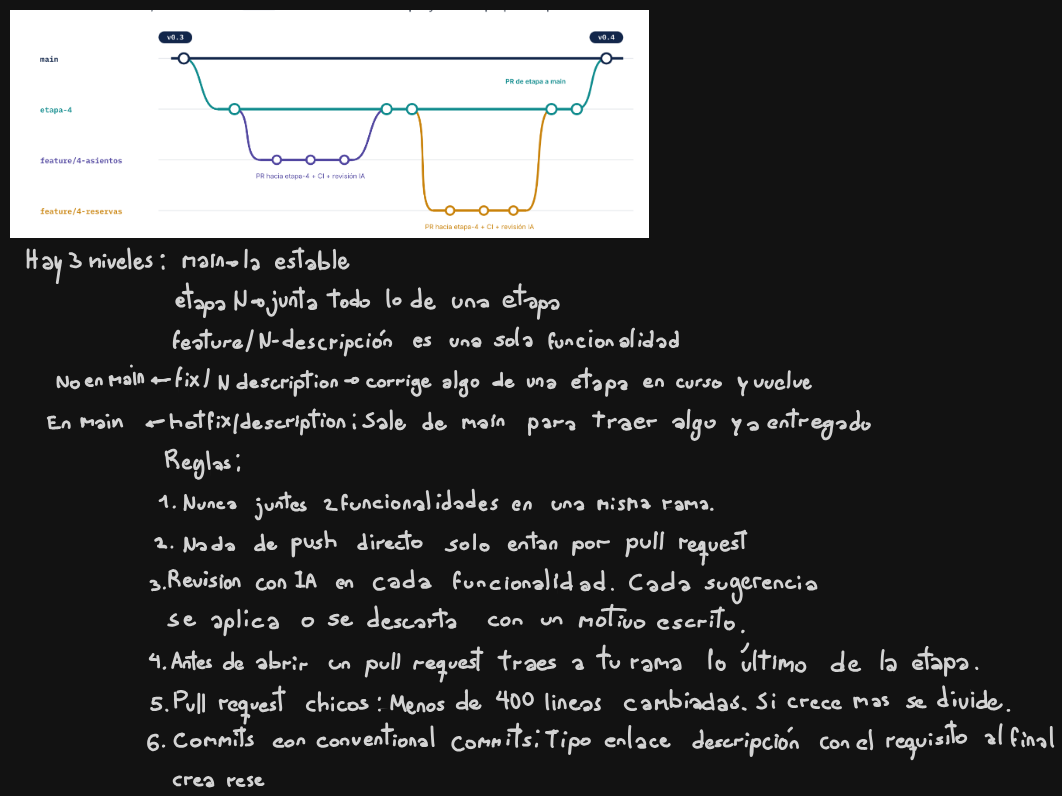 v0.3
v0.4
main
PR de etapa a main
etapa-4
feature/4-asientos
PR hacia etapa-4 + CI + revisión IA
feature/4-reservas
PR hacia etapa-4 + CI + revisión IA
Hay 3 niveles: main→la estable
etapa N→junta todo lo de una etapa
feature/N-descripción es una sola funcionalidad
No en Main ← fix/ N description → corrige algo de una etapa en curso y vuelve
En Main ← hotfix/description: Sale de main para traer algo ya entregado
Reglas:
1. Nunca juntes 2 funcionalidades en una misma rama.
2. Nada de push directo solo entan por pull request
3. Revision con IA en cada funcionalidad. Cada sugerencia
se aplica o se descarta con un motivo escrito.
4. Antes de abrir un pull request traes a tu rama lo último de la etapa.
5. Pull request chicos: Menos de 400 lineas cambiadas. Si crece mas se divide.
6. Commits con conventional commits: Tipo enlace descripción con el requisito al final
crea rese